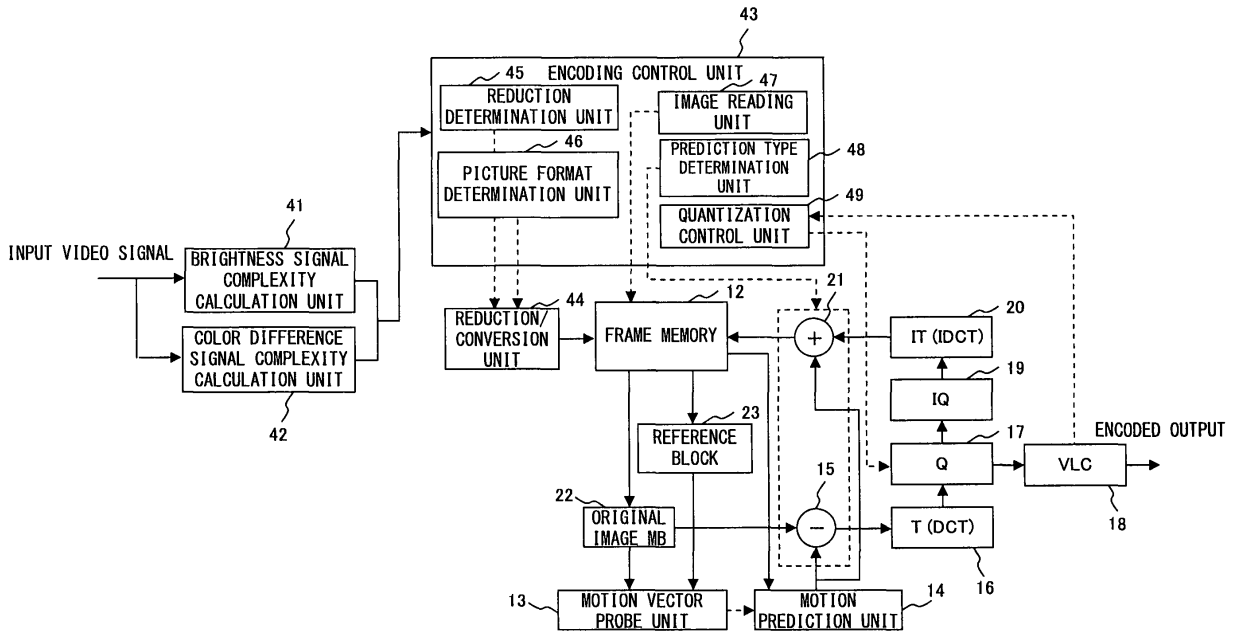 43
ENCODING CONTROL UNIT
45
REDUCTION
DETERMINATION UNIT
46
PICTURE FORMAT
DETERMINATION UNIT
47
IMAGE READING
UNIT
PREDICTION TYPE
DETERMINATION
UNIT
48
49
QUANTIZATION
CONTROL UNIT
INPUT VIDEO SIGNAL
41
BRIGHTNESS SIGNAL
COMPLEXITY
CALCULATION UNIT
COLOR DIFFERENCE
SIGNAL COMPLEXITY
CALCULATION UNIT
42
44
REDUCTION/
CONVERSION
UNIT
12
FRAME MEMORY
21
+
20
IT (IDCT)
19
IQ
17
Q
ENCODED OUTPUT
VLC
18
23
REFERENCE
BLOCK
15
−
22
ORIGINAL
IMAGE MB
T (DCT)
16
13
MOTION VECTOR
PROBE UNIT
MOTION
PREDICTION UNIT
14